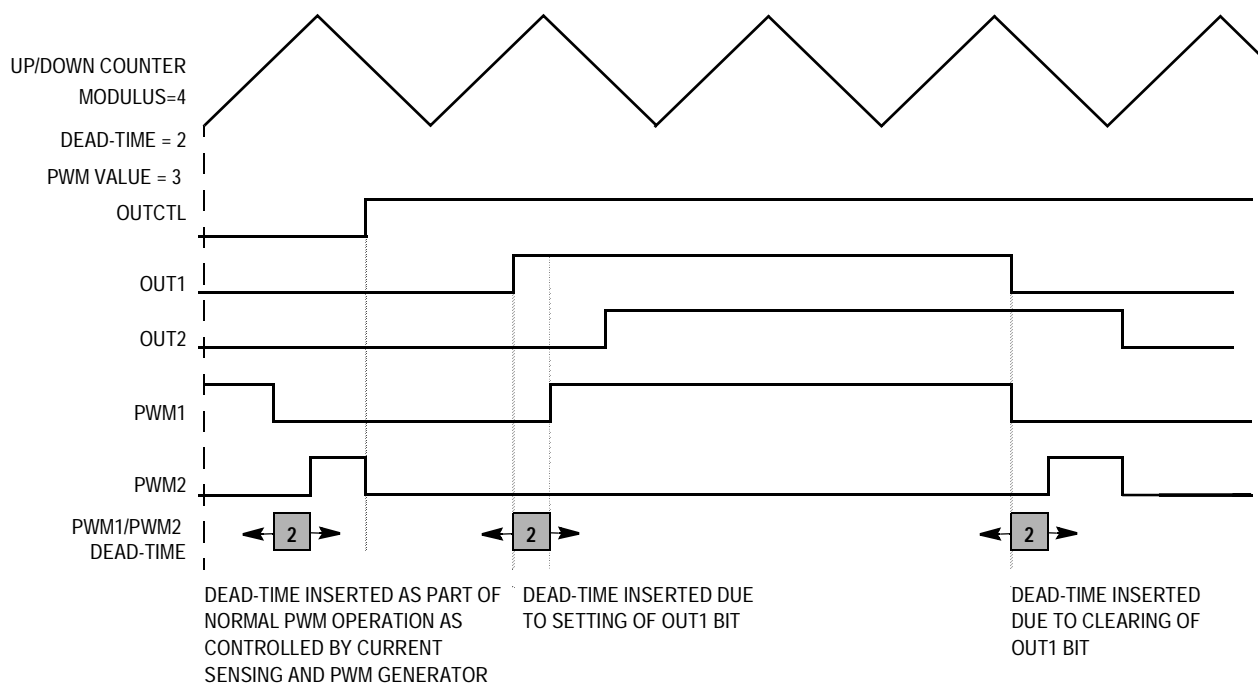 UP/DOWN COUNTER
MODULUS=4
DEAD-TIME = 2
PWM VALUE = 3
OUTCTL
OUT1
OUT2
PWM1
PWM2
PWM1/PWM2
DEAD-TIME
2
2
2
DEAD-TIME INSERTED AS PART OF
NORMAL PWM OPERATION AS
CONTROLLED BY CURRENT
SENSING AND PWM GENERATOR
DEAD-TIME INSERTED DUE
TO SETTING OF OUT1 BIT
DEAD-TIME INSERTED
DUE TO CLEARING OF
OUT1 BIT